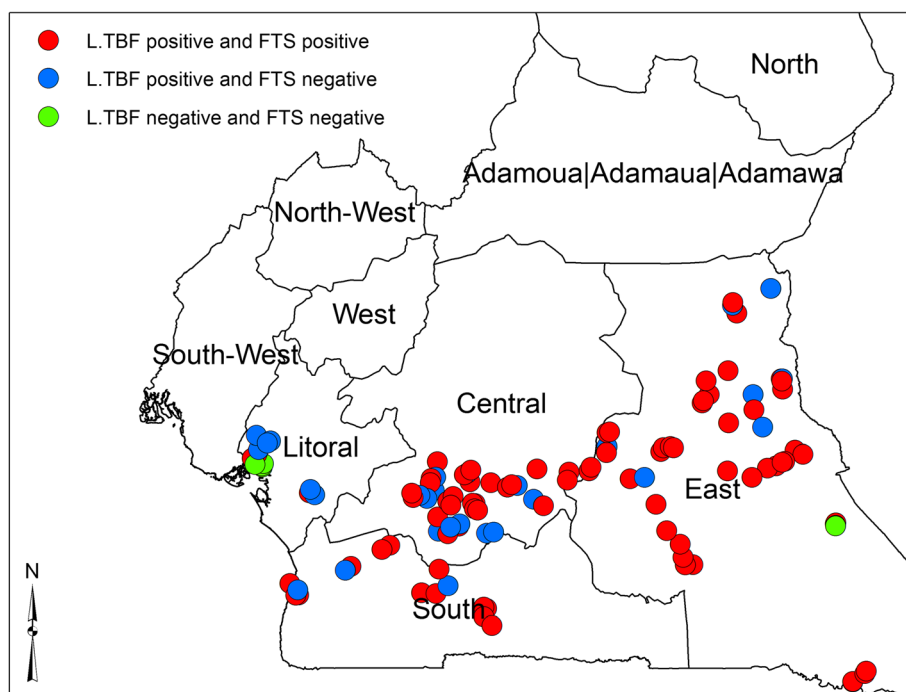 L.TBF positive and FTS positive
L.TBF positive and FTS negative
L.TBF negative and FTS negative
North
Adamoua|Adamaua|Adamawa
North-West
West
South-West
Central
Litoral
East
South
N